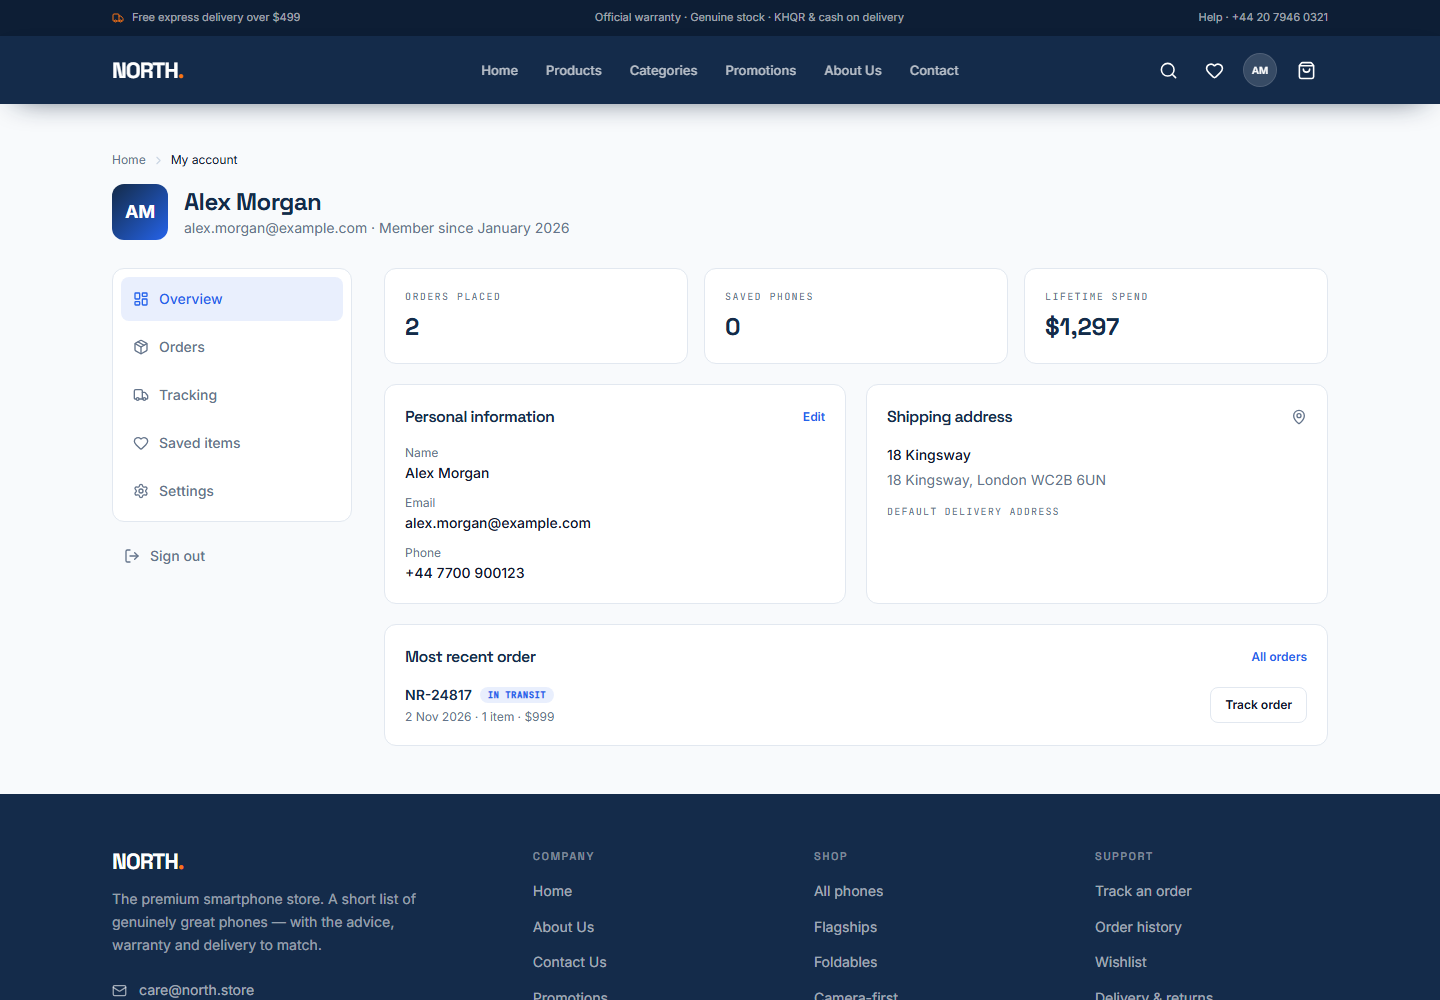 Free express delivery over $499
Official warranty · Genuine stock · KHQR & cash on delivery
Help · +44 20 7946 0321
NORTH.
Home
Products
Categories
Promotions
About Us
Contact
AM
Home
My account
AM
Alex Morgan
alex.morgan@example.com · Member since January 2026
Overview
Orders
Tracking
Saved items
Settings
Sign out
ORDERS PLACED
2
SAVED PHONES
0
LIFETIME SPEND
$1,297
Personal information
Edit
Name
Alex Morgan
Email
alex.morgan@example.com
Phone
+44 7700 900123
Shipping address
18 Kingsway
18 Kingsway, London WC2B 6UN
DEFAULT DELIVERY ADDRESS
Most recent order
All orders
NR-24817
IN TRANSIT
2 Nov 2026 · 1 item · $999
Track order
NORTH.
The premium smartphone store. A short list of
genuinely great phones — with the advice,
warranty and delivery to match.
care@north.store
COMPANY
Home
About Us
Contact Us
Promotions
SHOP
All phones
Flagships
Foldables
Camera-first
SUPPORT
Track an order
Order history
Wishlist
Delivery & returns